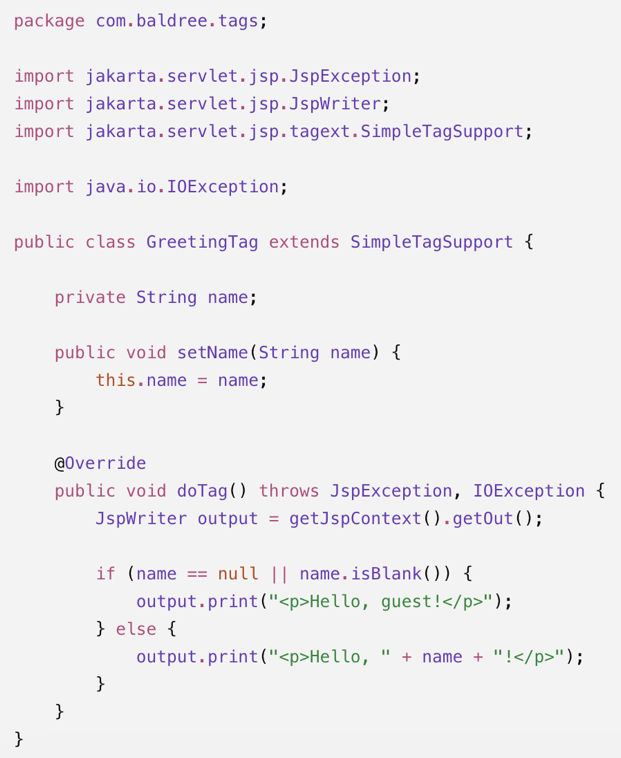 package com.baldree.tags;

import jakarta.servlet.jsp.JspException;
import jakarta.servlet.jsp.JspWriter;
import jakarta.servlet.jsp.tagext.SimpleTagSupport;

import java.io.IOException;

public class GreetingTag extends SimpleTagSupport {

    private String name;

    public void setName(String name) {
        this.name = name;
    }

    @Override
    public void doTag() throws JspException, IOException {
        JspWriter output = getJspContext().getOut();

        if (name == null || name.isBlank()) {
            output.print("<p>Hello, guest!</p>");
        } else {
            output.print("<p>Hello, " + name + "!</p>");
        }
    }
}